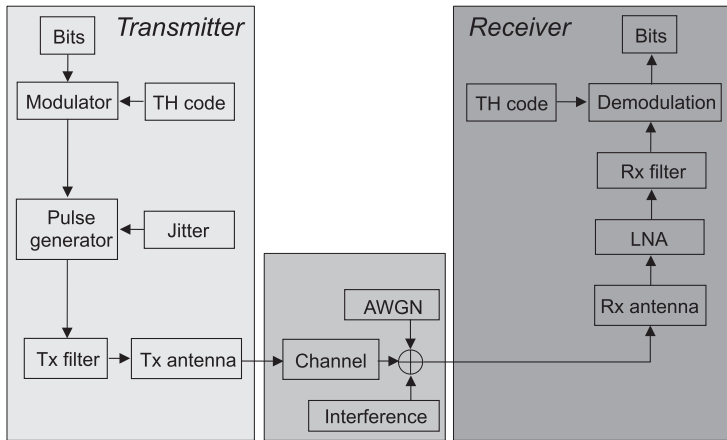 Transmitter
Bits
Modulator
TH code
Pulse
generator
Jitter
Tx filter
Tx antenna
AWGN
Channel
Interference
Receiver
Bits
TH code
Demodulation
Rx filter
LNA
Rx antenna